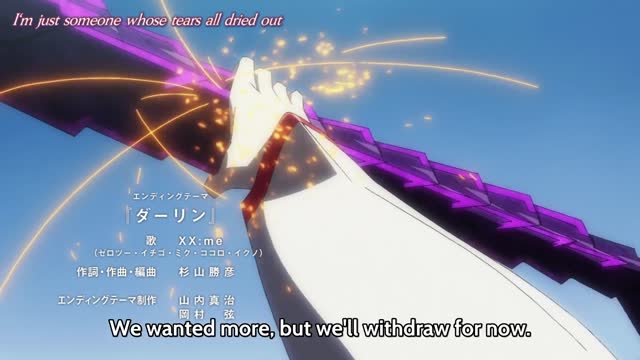 I'm just someone whose tears all dried out
エンディングテーマ
『ダーリン』
歌 XX:me
(ゼロツー・イチゴ・ミク・ココロ・イクノ)
作詞・作曲・編曲 杉山勝彦
エンディングテーマ制作 山内真治
岡村 弦
We wanted more, but we'll withdraw for now.